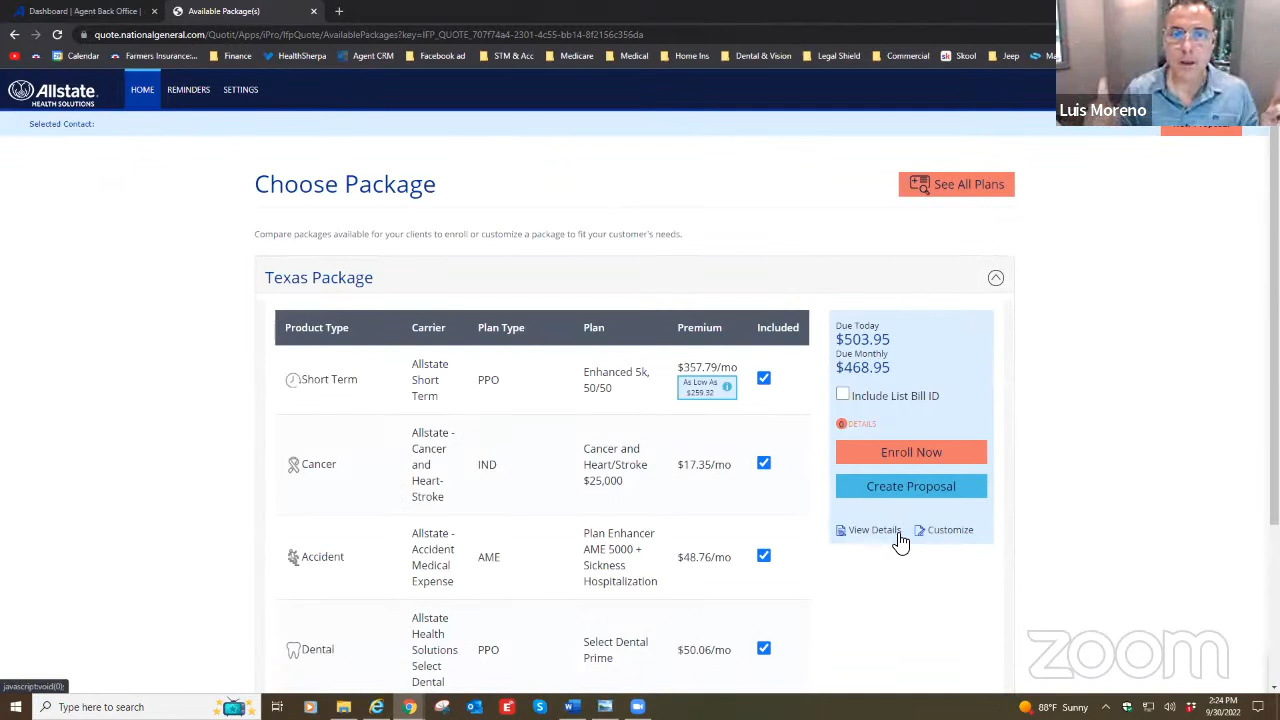 Dashboard | Agent Back Office |
Available Package(s)
quote.nationalgeneral.com/Quotit/Apps/iPro/IfpQuote/AvailablePackages?key=
Calendar
Farmers Insurance:...
Finance
HealthSherpa
Agent CRM
Facebook ad
STM & Acc
Medicare
Medical
Home Ins
Dental & Vision
Legal Shield
Commercial
Skool
Jeep
Allstate
HEALTH SOLUTIONS
HOME
REMINDERS
SETTINGS
Luis Moreno
Selected Contact:
Choose Package
See All Plans
Compare packages available for your clients to enroll or customize a package to fit your customer's needs.
Texas Package
Product Type
Carrier
Plan Type
Plan
Premium
Included
Short Term
Allstate
Short
Term
PPO
Enhanced 5k,
50/50
$357.79/mo
As Low As
$259.32
Cancer
Allstate -
Cancer
and
Heart-
Stroke
IND
Cancer and
Heart/Stroke
$25,000
$17.35/mo
Accident
Allstate -
Accident
Medical
Expense
AME
Plan Enhancer
AME 5000 +
Sickness
Hospitalization
$48.76/mo
Dental
Allstate
Health
Solutions
Select
Dental
PPO
Select Dental
Prime
$50.06/mo
Due Today
$503.95
Due Monthly
$468.95
Include List Bill ID
DETAILS
Enroll Now
Create Proposal
View Details
Customize
zoom
javascript:void(0);
Type here to search
88°F Sunny
2:24 PM
9/30/2022